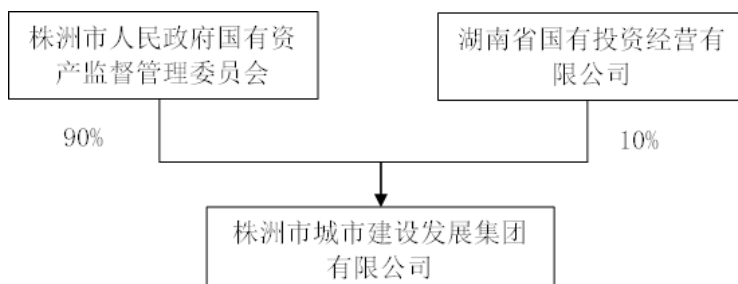 株洲市人民政府国有资
产监督管理委员会
湖南省国有投资经营有
限公司
90%
10%
株洲市城市建设发展集团
有限公司